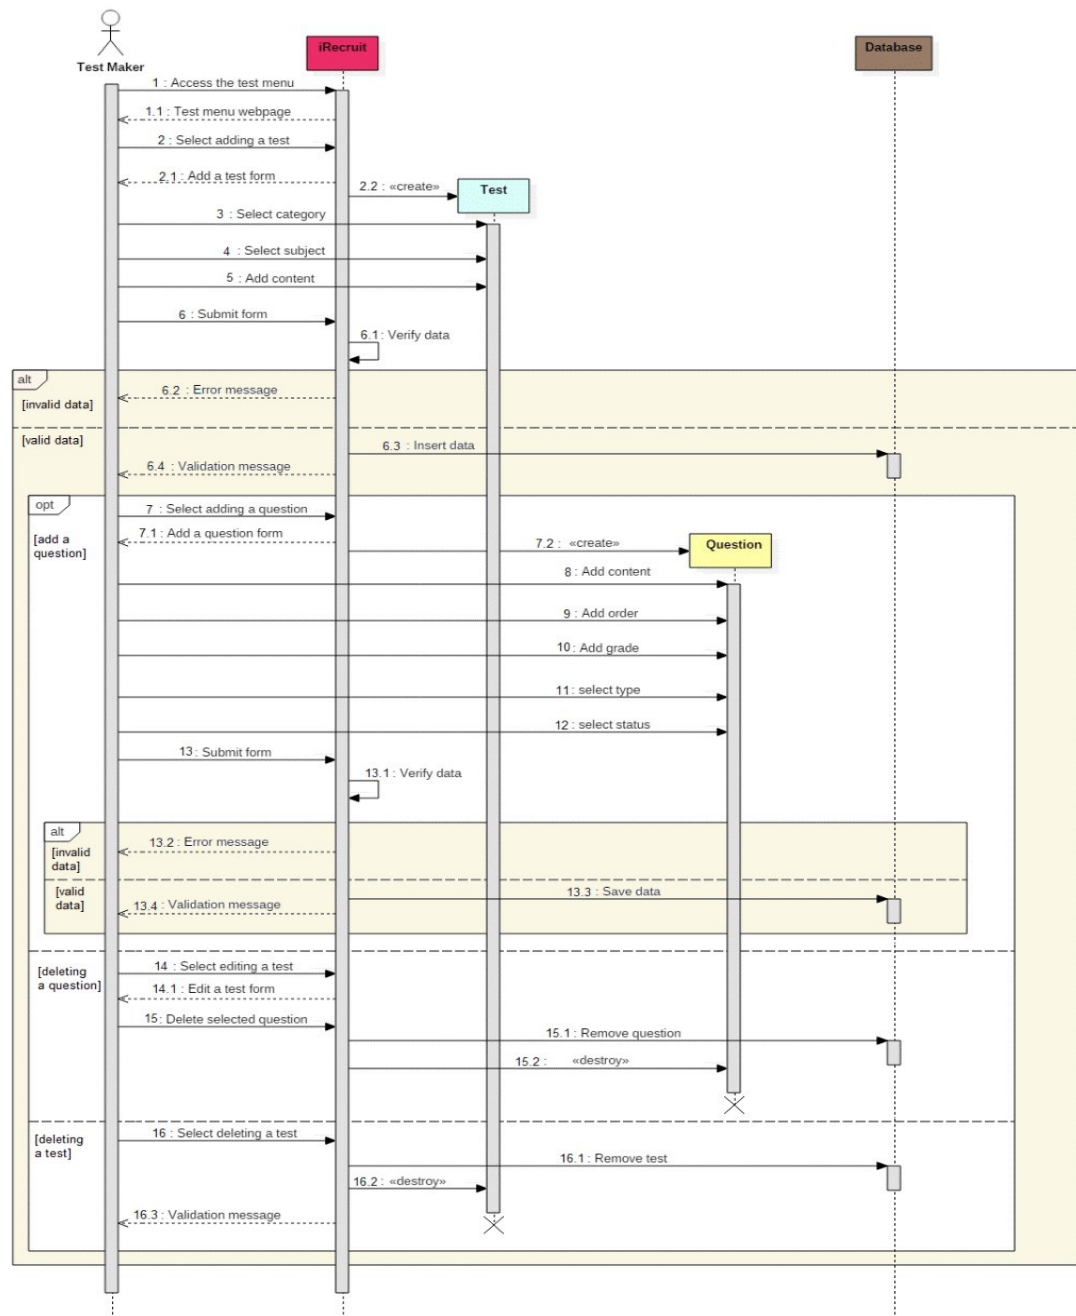 Test Maker
iRecruit
Database
1 : Access the test menu
1.1 : Test menu webpage
2 : Select adding a test
2.1 : Add a test form
2.2 : «create»
Test
3 : Select category
4 : Select subject
5 : Add content
6 : Submit form
6.1 : Verify data
alt
6.2 : Error message
[invalid data]
[valid data]
6.3 : Insert data
6.4 : Validation message
opt
7 : Select adding a question
[add a
question]
7.1 : Add a question form
7.2 : «create»
Question
8 : Add content
9 : Add order
10 : Add grade
11 : select type
12 : select status
13 : Submit form
13.1 : Verify data
alt
13.2 : Error message
[invalid
data]
[valid
data]
13.3 : Save data
13.4 : Validation message
[deleting
a question]
14 : Select editing a test
14.1 : Edit a test form
15 : Delete selected question
15.1 : Remove question
15.2 : «destroy»
[deleting
a test]
16 : Select deleting a test
16.1 : Remove test
16.2 : «destroy»
16.3 : Validation message